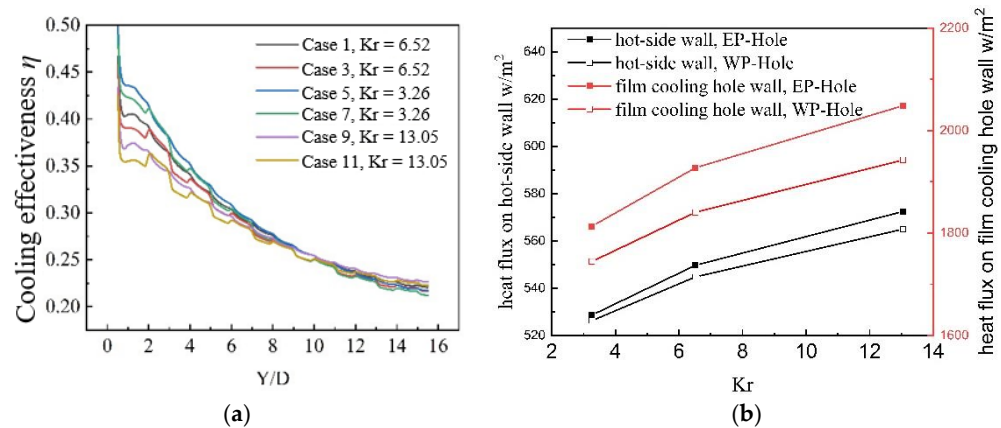 0.50
0.45
0.40
0.35
0.30
0.25
0.20
Cooling effectiveness η
Case 1, Kr = 6.52
Case 3, Kr = 6.52
Case 5, Kr = 3.26
Case 7, Kr = 3.26
Case 9, Kr = 13.05
Case 11, Kr = 13.05
0 2 4 6 8 10 12 14 16
Y/D
(a)
640
620
600
580
560
540
520
heat flux on hot-side wall w/m²
hot-side wall, EP-Hole
hot-side wall, WP-Hole
film cooling hole wall, EP-Hole
film cooling hole wall, WP-Hole
2200
2000
1800
1600
heat flux on film cooling hole wall w/m²
2 4 6 8 10 12 14
Kr
(b)